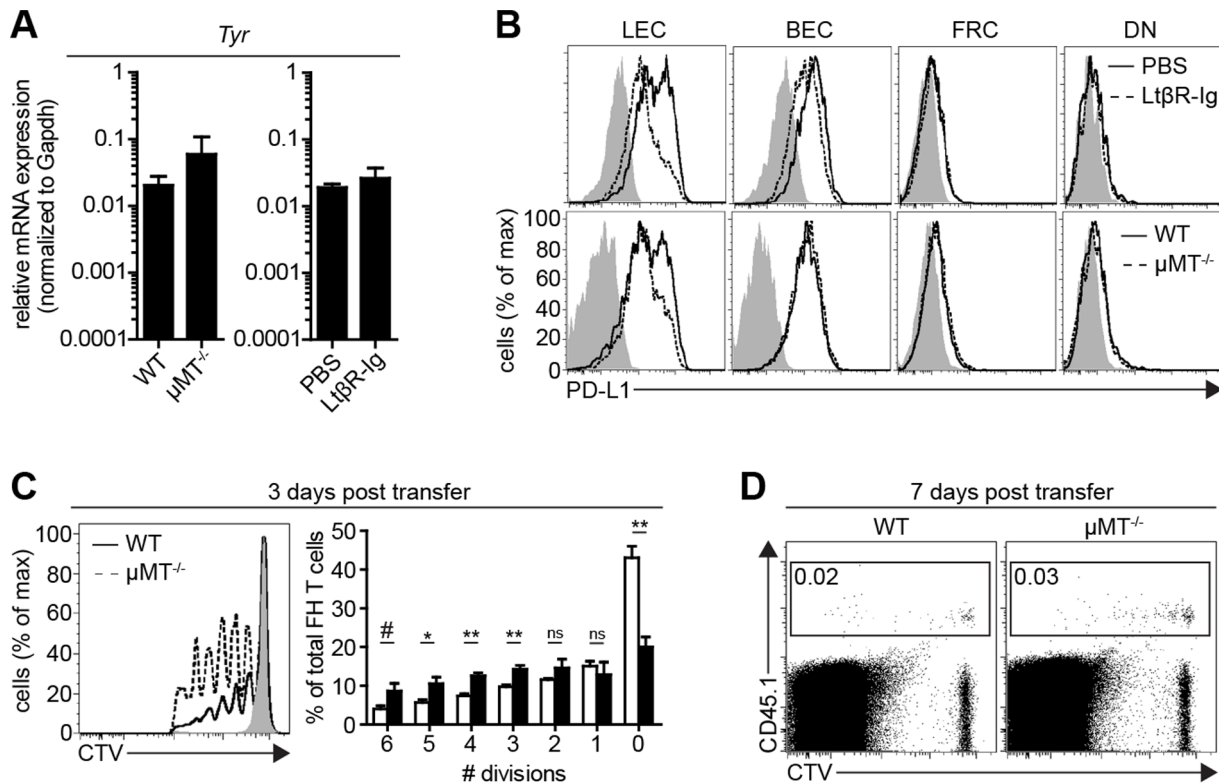 A
Tyr
relative mRNA expression
(normalized to Gapdh)
1
0.1
0.01
0.001
0.0001
WT
µMT-/-
1
0.1
0.01
0.001
0.0001
PBS
LtβR-Ig
B
LEC
BEC
FRC
DN
PBS
LtβR-Ig
WT
µMT-/-
cells (% of max)
100
80
60
40
20
0
PD-L1
C
3 days post transfer
cells (% of max)
100
80
60
40
20
0
WT
µMT-/-
CTV
% of total FH T cells
50
40
30
20
10
0
#
*
**
**
ns
ns
**
6 5 4 3 2 1 0
# divisions
D
7 days post transfer
WT
µMT-/-
0.02
0.03
CD45.1
CTV